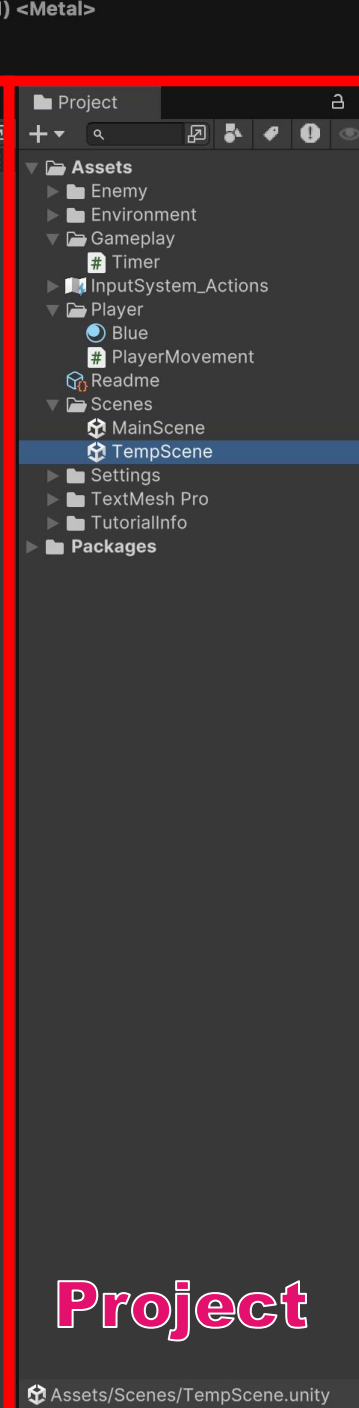 <Metal>
Project
Assets
Enemy
Environment
Gameplay
# Timer
InputSystem_Actions
Player
Blue
# PlayerMovement
Readme
Scenes
MainScene
TempScene
Settings
TextMesh Pro
TutorialInfo
Packages
Project
Assets/Scenes/TempScene.unity